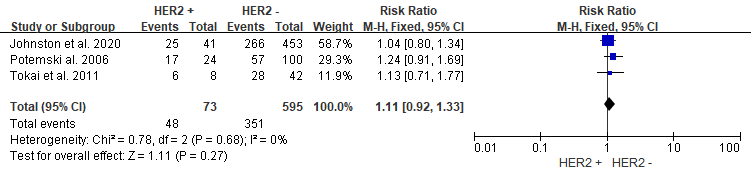 HER2 + HER2 - Risk Ratio Risk Ratio
Study or Subgroup Events Total Events Total Weight M-H, Fixed, 95% CI M-H, Fixed, 95% CI
Johnston et al. 2020 25 41 266 453 58.7% 1.04 [0.80, 1.34]
Potemski et al. 2006 17 24 57 100 29.3% 1.24 [0.91, 1.69]
Tokai et al. 2011 6 8 28 42 11.9% 1.13 [0.71, 1.77]
Total (95% CI) 73 595 100.0% 1.11 [0.92, 1.33]
Total events 48 351
Heterogeneity: Chi² = 0.78, df = 2 (P = 0.68); I² = 0%
Test for overall effect: Z = 1.11 (P = 0.27)
0.01 0.1 1 10 100
HER2 + HER2 -